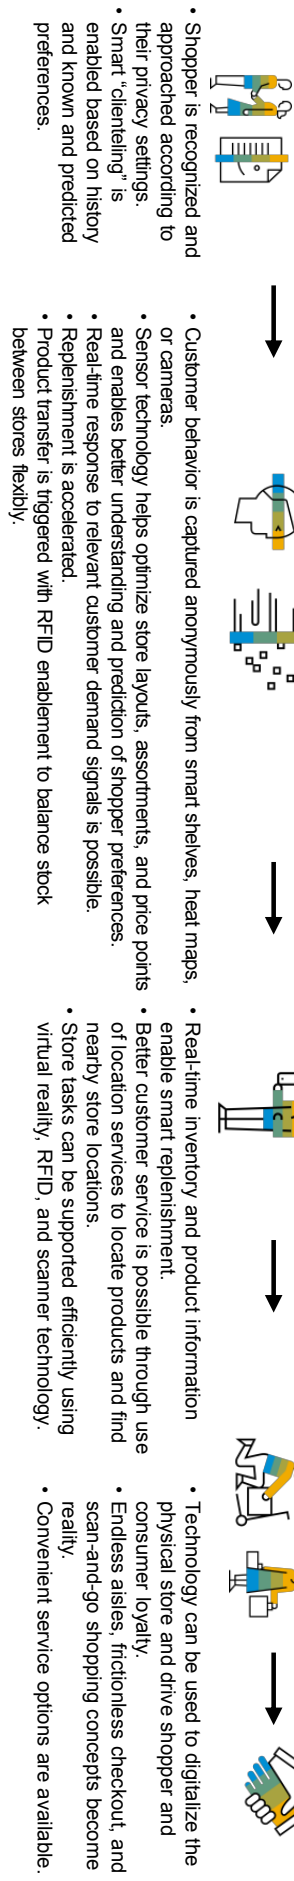 • Shopper is recognized and
approached according to
their privacy settings.
• Smart “clienteling” is
enabled based on history
and known and predicted
preferences.
• Customer behavior is captured anonymously from smart shelves, heat maps,
or cameras.
• Sensor technology helps optimize store layouts, assortments, and price points
and enables better understanding and prediction of shopper preferences.
• Real-time response to relevant customer demand signals is possible.
• Replenishment is accelerated.
• Product transfer is triggered with RFID enablement to balance stock
between stores flexibly.
• Real-time inventory and product information
enable smart replenishment.
• Better customer service is possible through use
of location services to locate products and find
nearby store locations.
• Store tasks can be supported efficiently using
virtual reality, RFID, and scanner technology.
• Technology can be used to digitalize the
physical store and drive shopper and
consumer loyalty.
• Endless aisles, frictionless checkout, and
scan-and-go shopping concepts become
reality.
• Convenient service options are available.